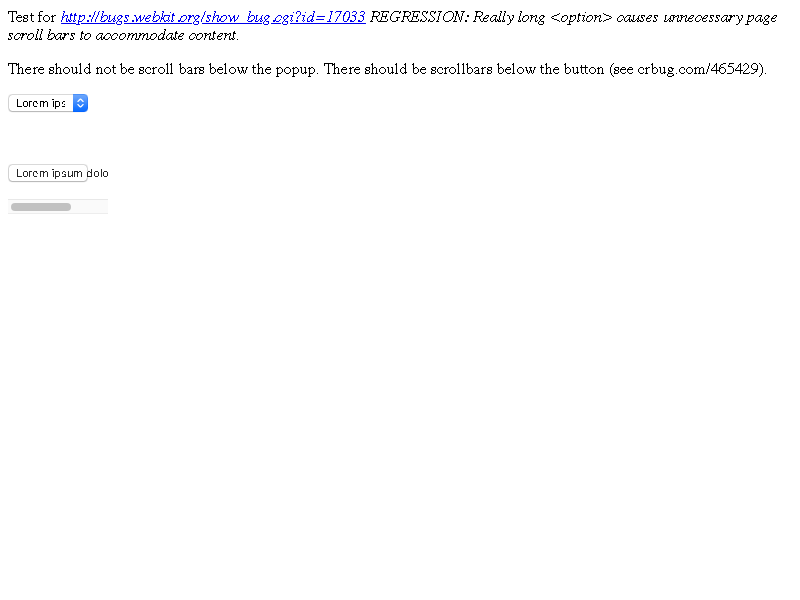 Test for http://bugs.webkit.org/show_bug.cgi?id=17033 REGRESSION: Really long <option> causes unnecessary page
scroll bars to accommodate content.
There should not be scroll bars below the popup. There should be scrollbars below the button (see crbug.com/465429).
Lorem ips
Lorem ipsum dolo